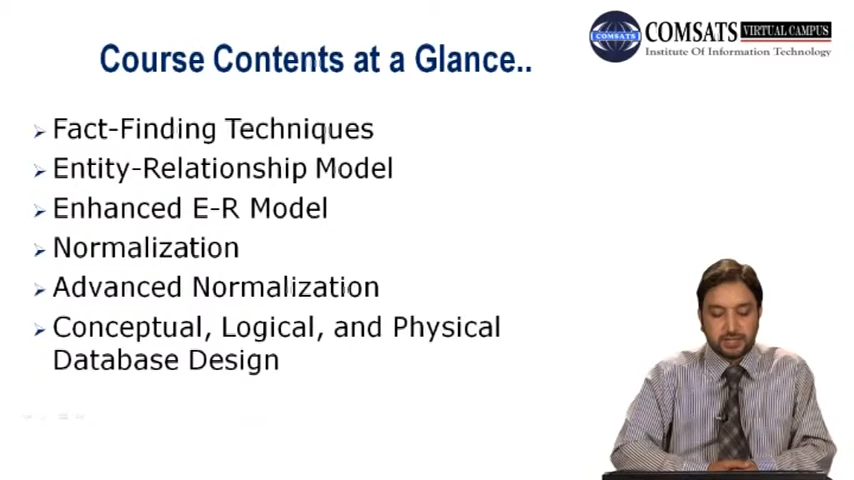 COMSATS VIRTUAL CAMPUS
COMSATS
Institute Of Information Technology
Course Contents at a Glance..
Fact-Finding Techniques
Entity-Relationship Model
Enhanced E-R Model
Normalization
Advanced Normalization
Conceptual, Logical, and Physical
Database Design